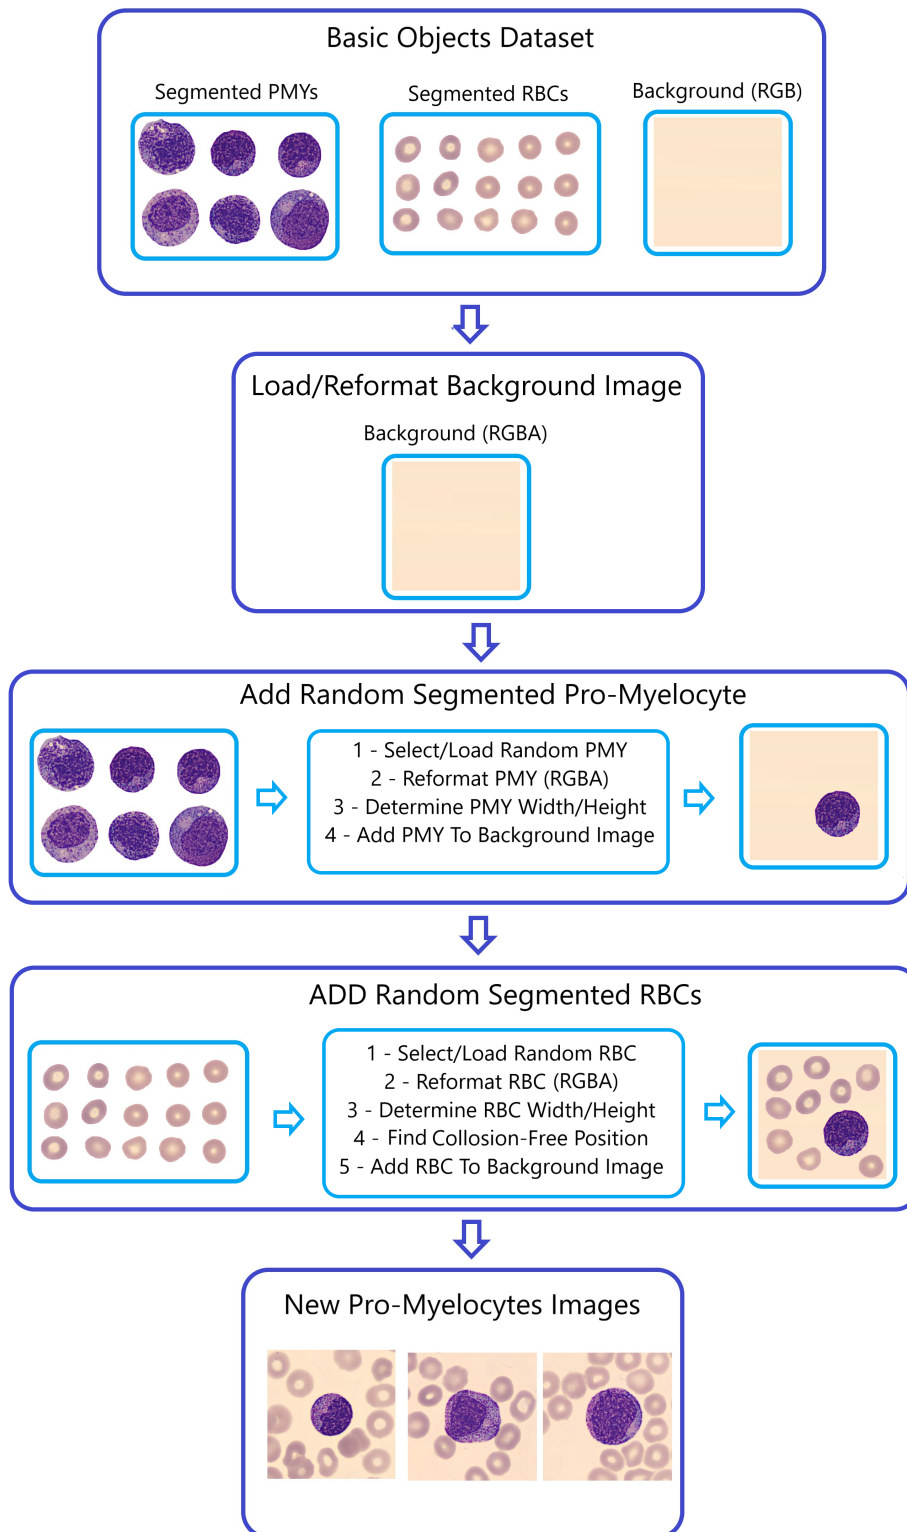 Basic Objects Dataset
Segmented PMYs
Segmented RBCs
Background (RGB)
Load/Reformat Background Image
Background (RGBA)
Add Random Segmented Pro-Myelocyte
1 - Select/Load Random PMY
2 - Reformat PMY (RGBA)
3 - Determine PMY Width/Height
4 - Add PMY To Background Image
ADD Random Segmented RBCs
1 - Select/Load Random RBC
2 - Reformat RBC (RGBA)
3 - Determine RBC Width/Height
4 - Find Collosion-Free Position
5 - Add RBC To Background Image
New Pro-Myelocytes Images